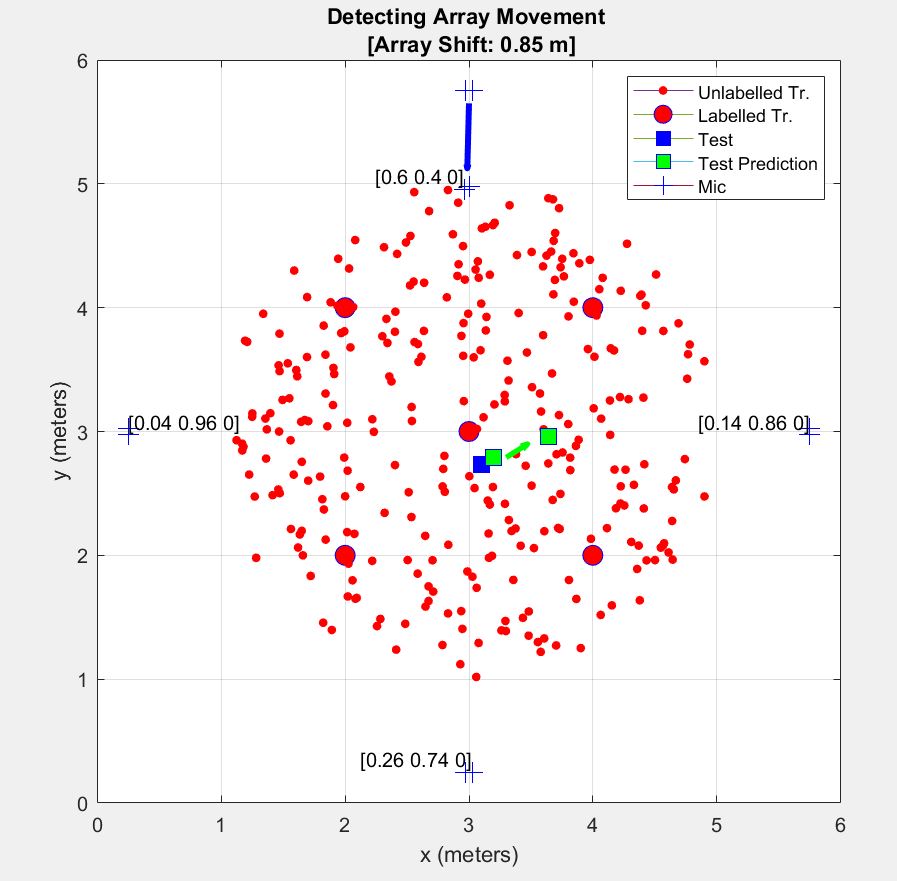 Detecting Array Movement
[Array Shift: 0.85 m]
Unlabelled Tr.
Labelled Tr.
Test
Test Prediction
Mic
[0.6 0.4 0]
[0.04 0.96 0]
[0.14 0.86 0]
[0.26 0.74 0]
6
5
4
3
2
1
0
y (meters)
0 1 2 3 4 5 6
x (meters)